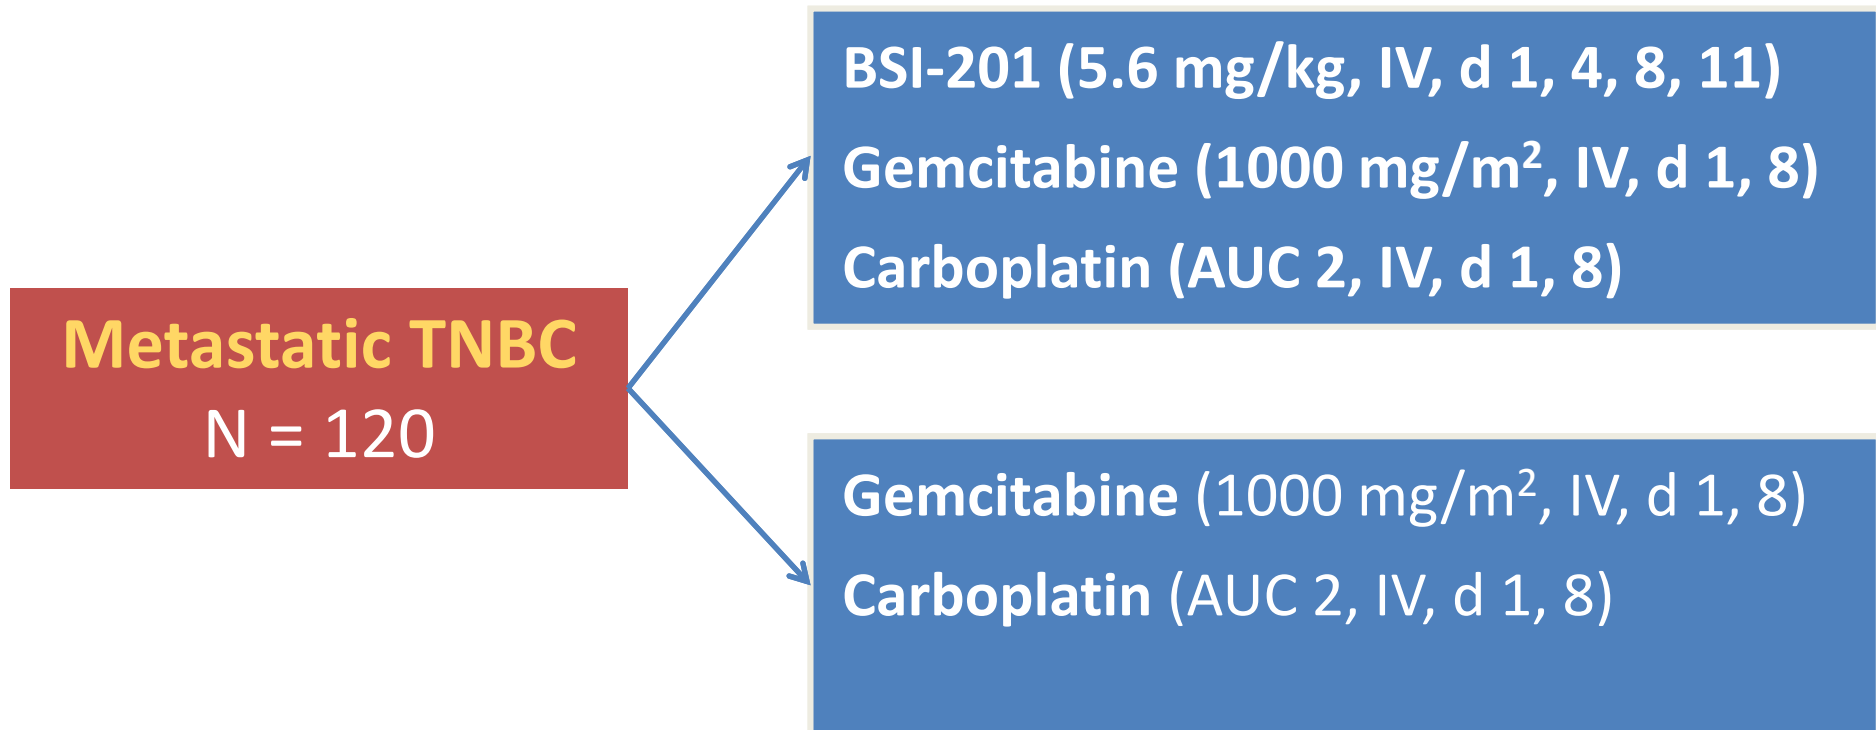 Metastatic TNBC
N = 120
BSI-201 (5.6 mg/kg, IV, d 1, 4, 8, 11)
Gemcitabine (1000 mg/m², IV, d 1, 8)
Carboplatin (AUC 2, IV, d 1, 8)
Gemcitabine (1000 mg/m², IV, d 1, 8)
Carboplatin (AUC 2, IV, d 1, 8)